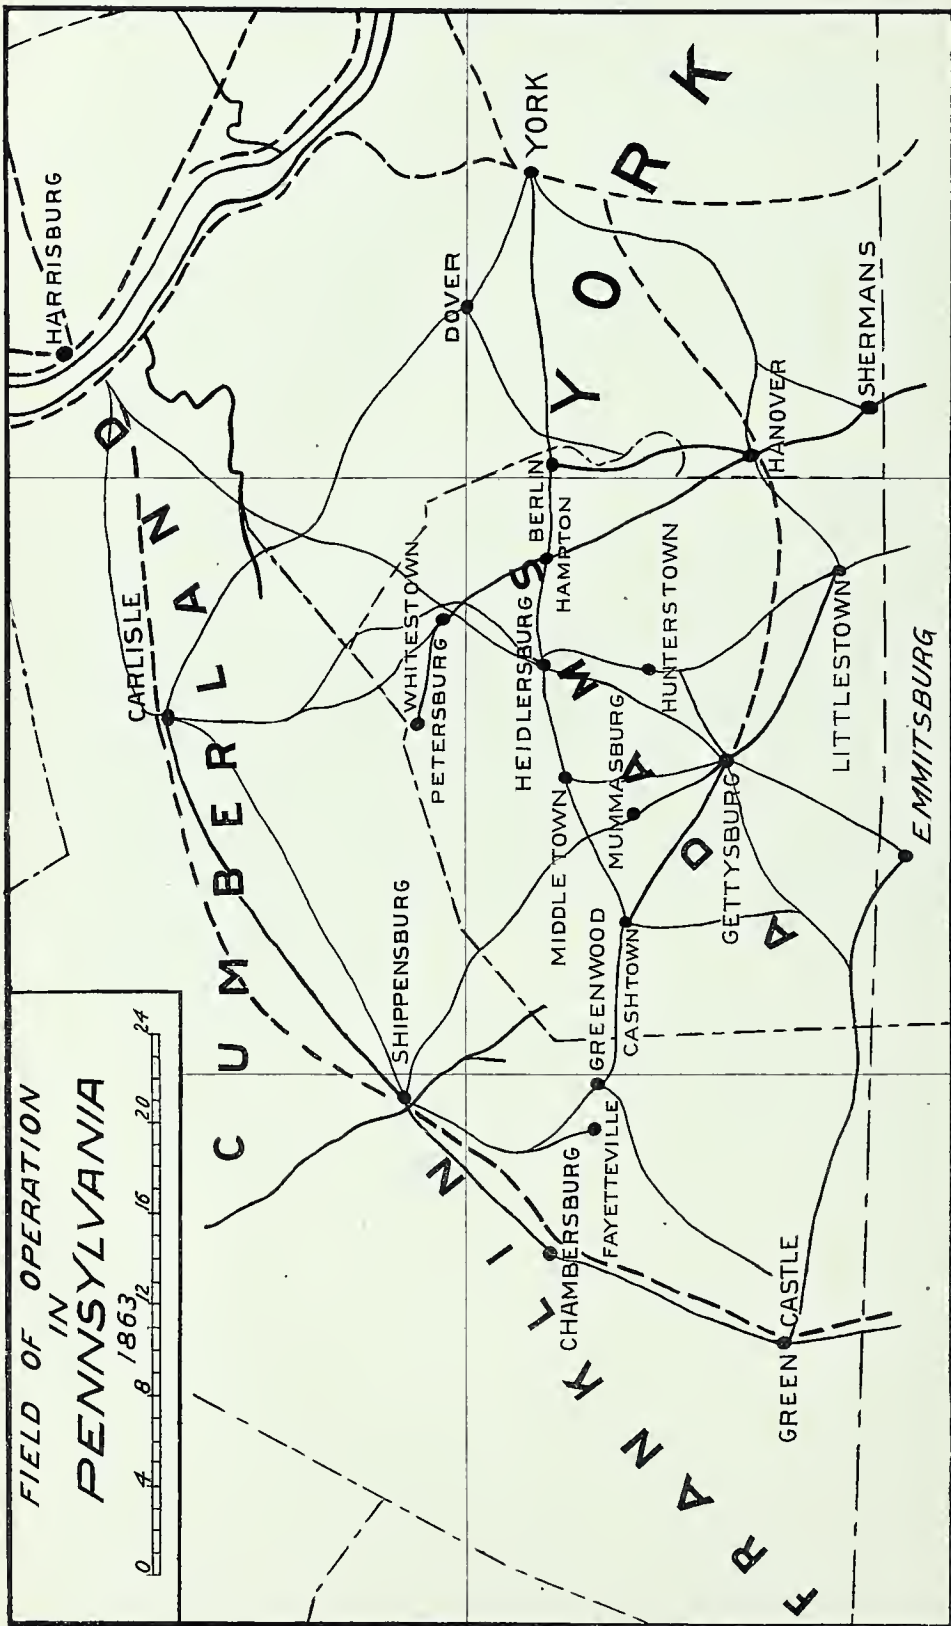 FIELD OF OPERATION
IN
PENNSYLVANIA
1863
0 4 8 12 16 20 24
HARRISBURG
CARLISLE
CUMBERLAND
SHIPPENSBURG
DOVER
YORK
YORK
WHITESTOWN
PETERSBURG
BERLIN
HAMPTON
HEIDLERSBURG
MIDDLE TOWN
MUMMASBURG
HUNTERSTOWN
HANOVER
SHERMANS
ADAMS
GREENWOOD
CASHTOWN
GETTYSBURG
LITTLESTOWN
EMMITSBURG
CHAMBERSBURG
FAYETTEVILLE
FRANKLIN
GREEN CASTLE